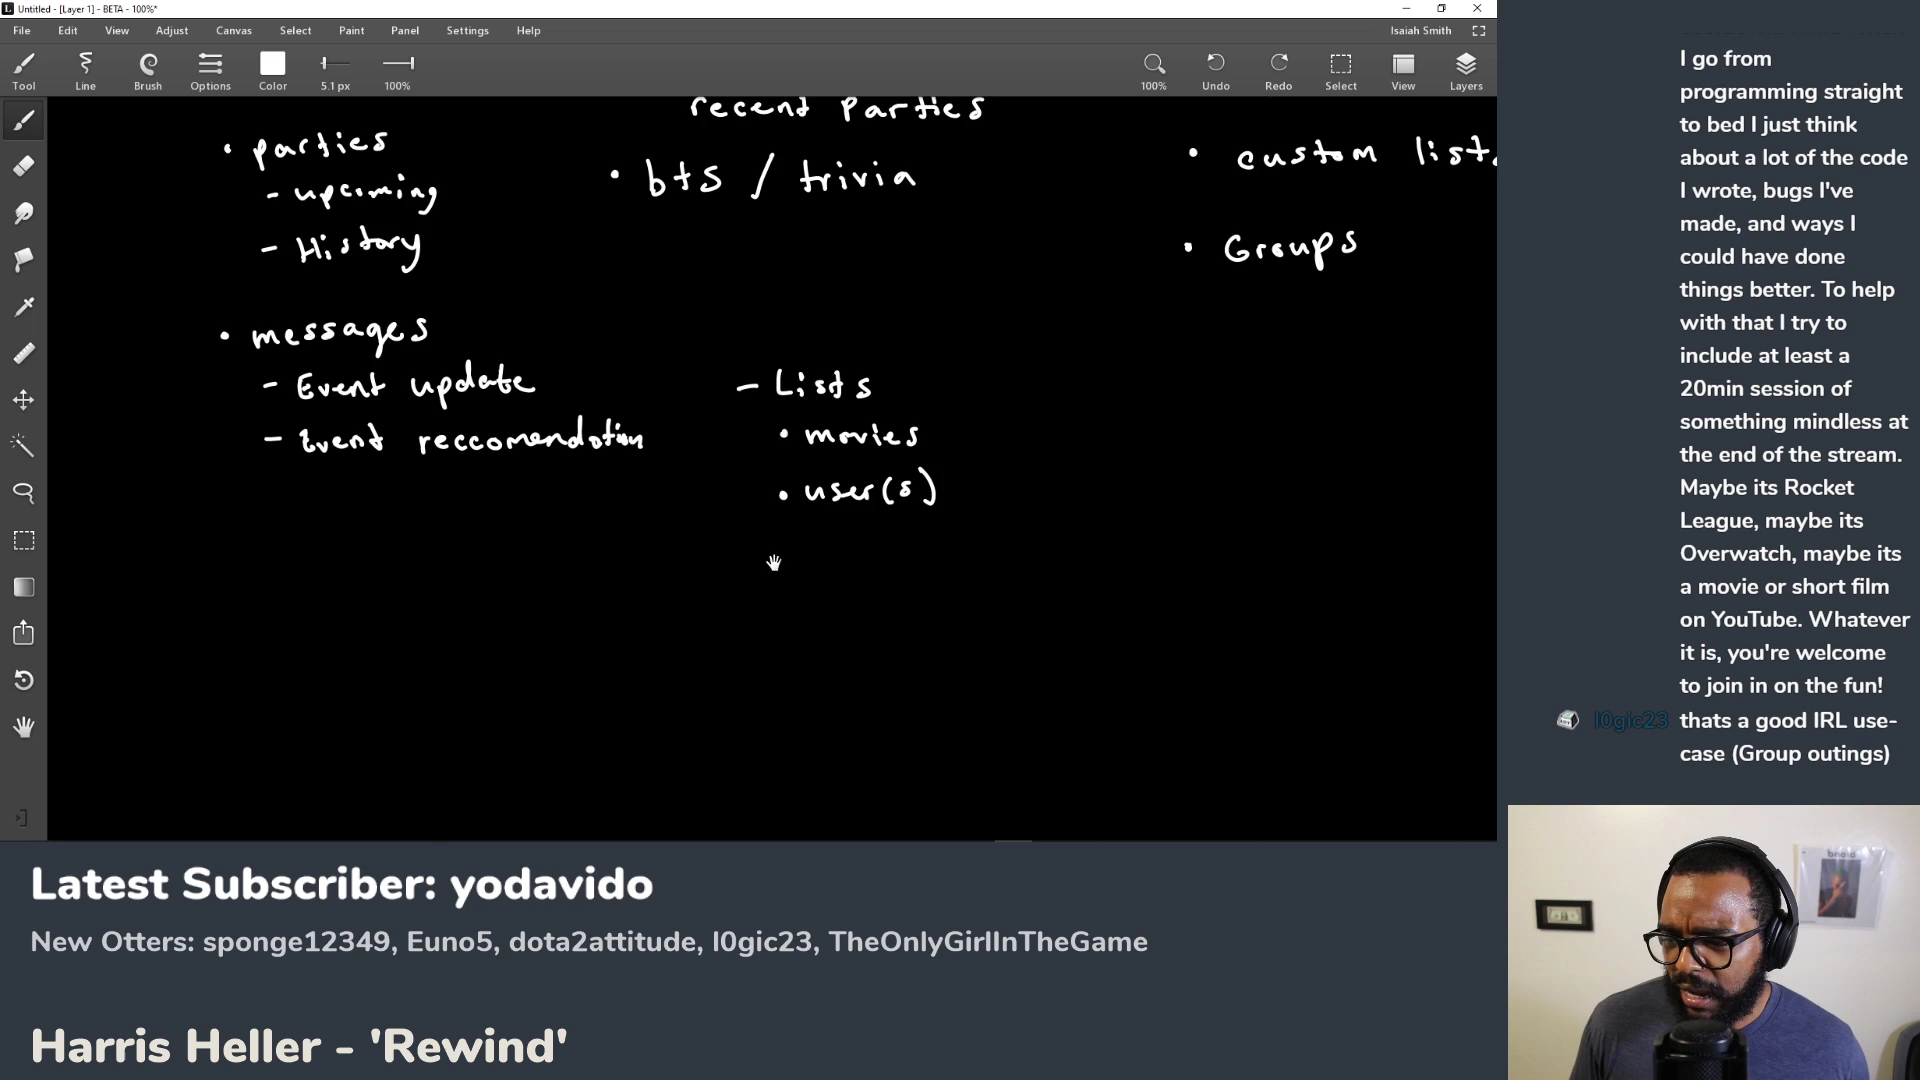 Untitled - [Layer 1] - BETA - 100%*
File Edit View Adjust Canvas Select Paint Panel Settings Help
Isaiah Smith
Tool Line Brush Options Color 5.1 px 100%
100% Undo Redo Select View Layers
recent parties
• parties
- upcoming
- History
• bts / trivia
• custom list
• Groups
• messages
- Event update
- Event reccomendation
- Lists
• movies
• user(s)
I go from
programming straight
to bed I just think
about a lot of the code
I wrote, bugs I've
made, and ways I
could have done
things better. To help
with that I try to
include at least a
20min session of
something mindless at
the end of the stream.
Maybe its Rocket
League, maybe its
Overwatch, maybe its
a movie or short film
on YouTube. Whatever
it is, you're welcome
to join in on the fun!
l0gic23 thats a good IRL use-
case (Group outings)
Latest Subscriber: yodavido
New Otters: sponge12349, Euno5, dota2attitude, l0gic23, TheOnlyGirlInTheGame
Harris Heller - 'Rewind'